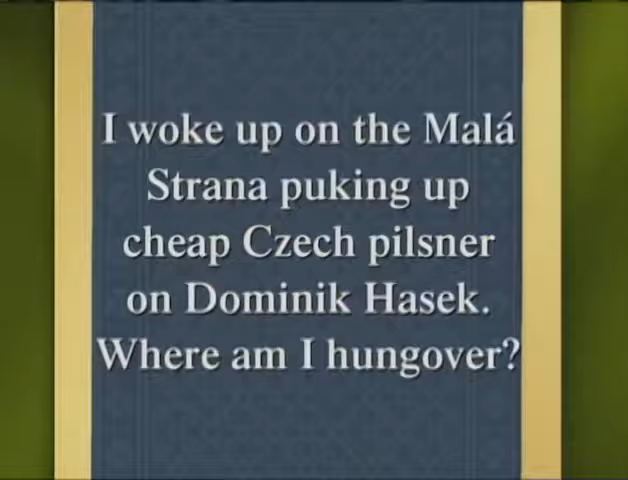 I woke up on the Malá
Strana puking up
cheap Czech pilsner
on Dominik Hasek.
Where am I hungover?